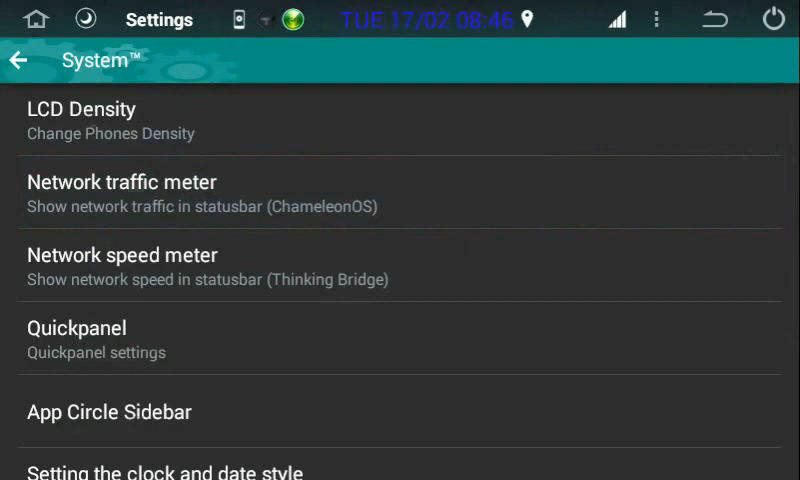 Settings TUE 17/02 08:46
System™
LCD Density
Change Phones Density
Network traffic meter
Show network traffic in statusbar (ChameleonOS)
Network speed meter
Show network speed in statusbar (Thinking Bridge)
Quickpanel
Quickpanel settings
App Circle Sidebar
Setting the clock and date style